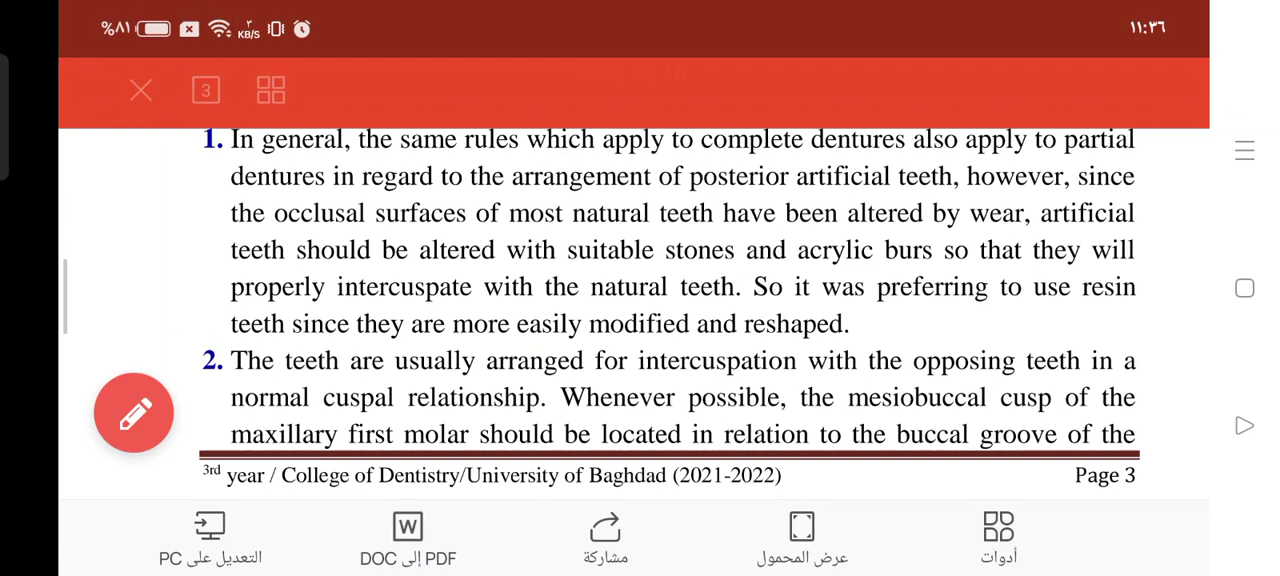 %٨١ ٣ KB/S ١١:٣٦
3
1. In general, the same rules which apply to complete dentures also apply to partial
dentures in regard to the arrangement of posterior artificial teeth, however, since
the occlusal surfaces of most natural teeth have been altered by wear, artificial
teeth should be altered with suitable stones and acrylic burs so that they will
properly intercuspate with the natural teeth. So it was preferring to use resin
teeth since they are more easily modified and reshaped.
2. The teeth are usually arranged for intercuspation with the opposing teeth in a
normal cuspal relationship. Whenever possible, the mesiobuccal cusp of the
maxillary first molar should be located in relation to the buccal groove of the
3rd year / College of Dentistry/University of Baghdad (2021-2022) Page 3
W
التعديل على PC PDF إلى DOC مشاركة عرض المحمول أدوات